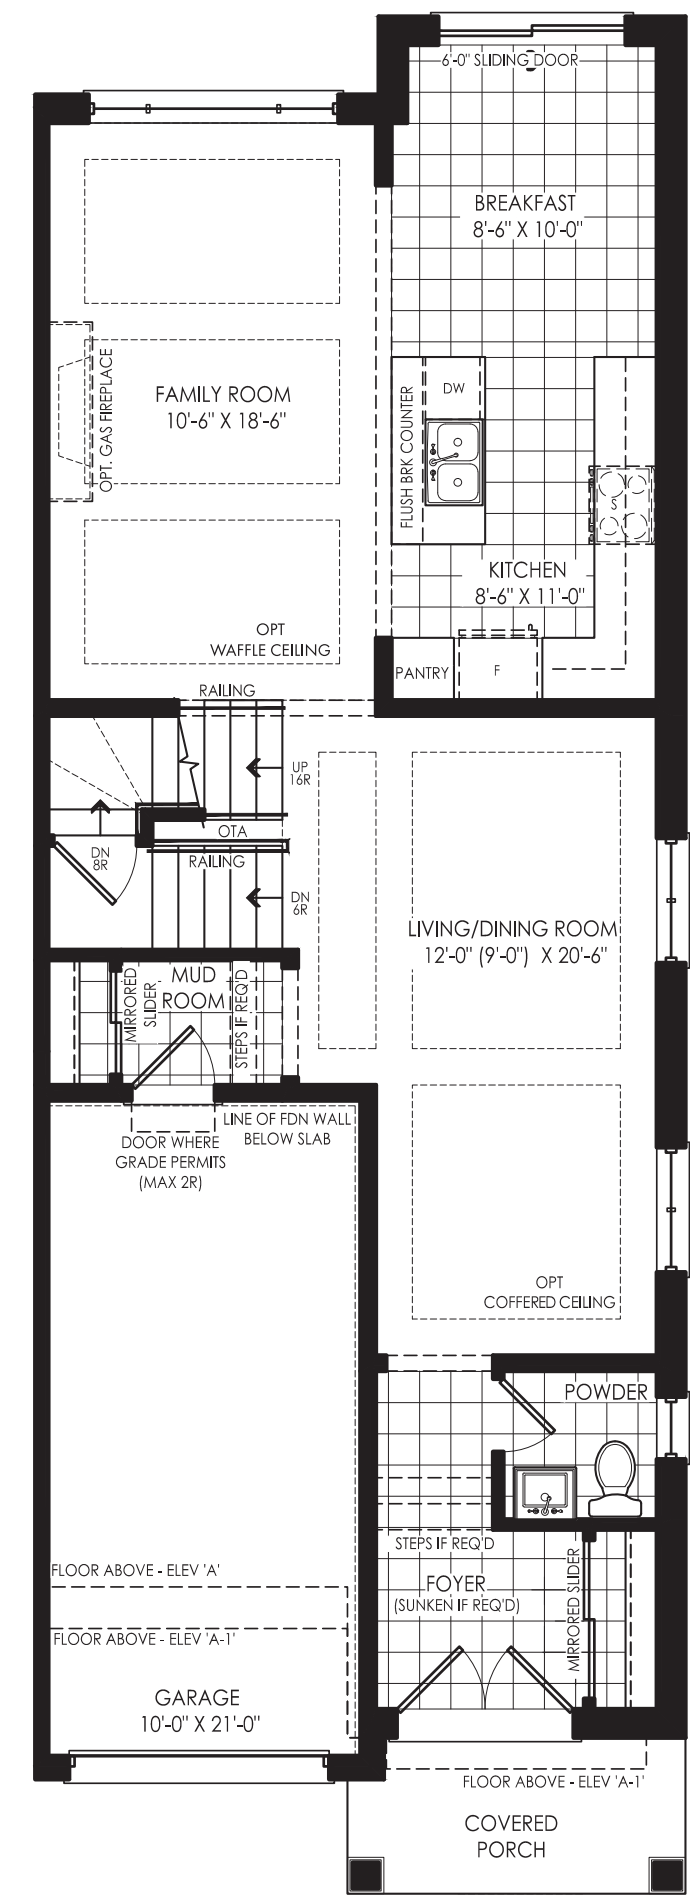 6'-0" SLIDING DOOR
BREAKFAST
8'-6" X 10'-0"
OPT. GAS FIREPLACE
FAMILY ROOM
10'-6" X 18'-6"
DW
FLUSH BRK COUNTER
S
KITCHEN
8'-6" X 11'-0"
OPT
WAFFLE CEILING
PANTRY
F
RAILING
UP
16R
OTA
DN
8R
RAILING
DN
6R
LIVING/DINING ROOM
12'-0" (9'-0") X 20'-6"
MIRRORED
SLIDER
MUD
ROOM
STEPS IF REQ'D
LINE OF FDN WALL
BELOW SLAB
DOOR WHERE
GRADE PERMITS
(MAX 2R)
OPT
COFFERED CEILING
POWDER
STEPS IF REQ'D
FLOOR ABOVE - ELEV 'A'
FOYER
(SUNKEN IF REQ'D)
MIRRORED SLIDER
FLOOR ABOVE - ELEV 'A-1'
GARAGE
10'-0" X 21'-0"
FLOOR ABOVE - ELEV 'A-1'
COVERED
PORCH